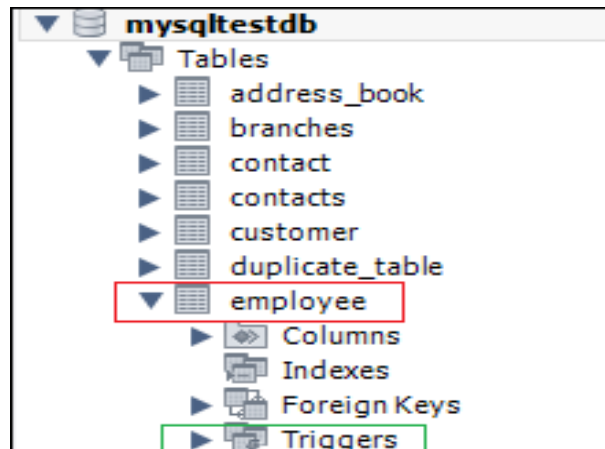 mysqltestdb
Tables
address_book
branches
contact
contacts
customer
duplicate_table
employee
Columns
Indexes
Foreign Keys
Triggers